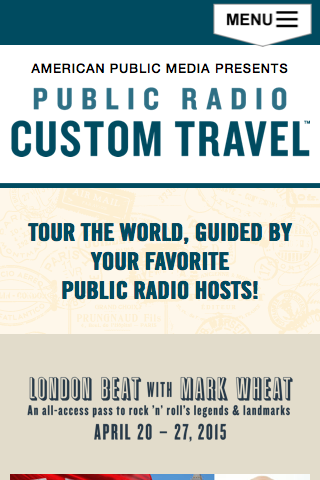 MENU
AMERICAN PUBLIC MEDIA PRESENTS
PUBLIC RADIO
CUSTOM TRAVEL™
TOUR THE WORLD, GUIDED BY
YOUR FAVORITE
PUBLIC RADIO HOSTS!
LONDON BEAT WITH MARK WHEAT
An all-access pass to rock 'n' roll's legends & landmarks
APRIL 20 – 27, 2015